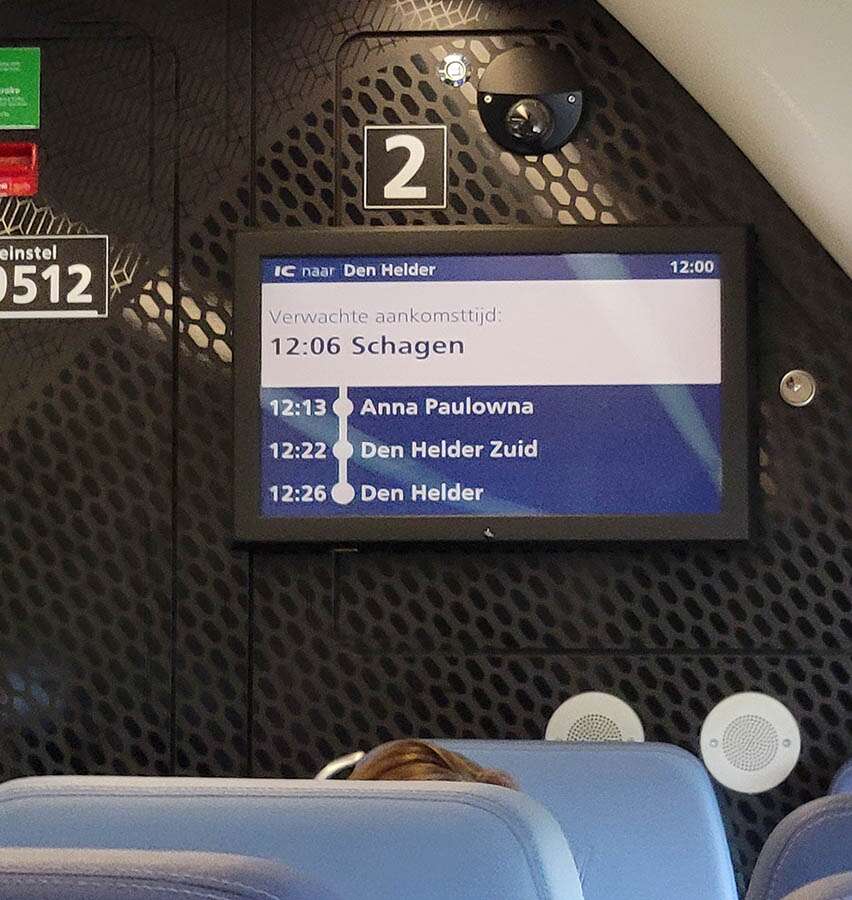 2
einstel
9512
IC naar Den Helder 12:00
Verwachte aankomsttijd:
12:06 Schagen
12:13 Anna Paulowna
12:22 Den Helder Zuid
12:26 Den Helder